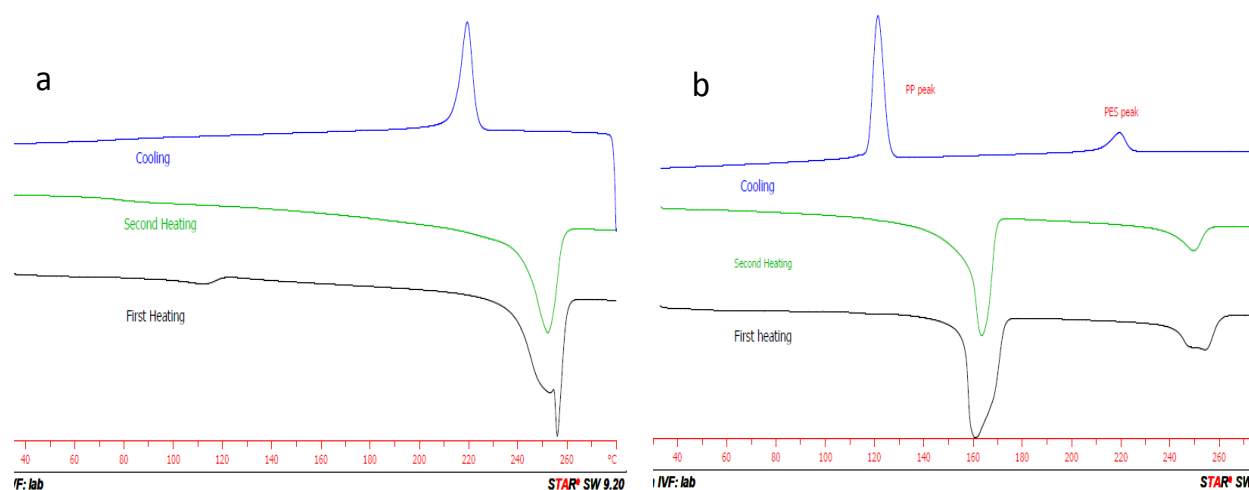 a
Cooling
Second Heating
First Heating
40 60 80 100 120 140 160 180 200 220 240 260 °C
/F: lab
STARe SW 9.20
b
PP peak
PES peak
Cooling
Second Heating
First heating
40 60 80 100 120 140 160 180 200 220 240 260
IVF: lab
STARe SW